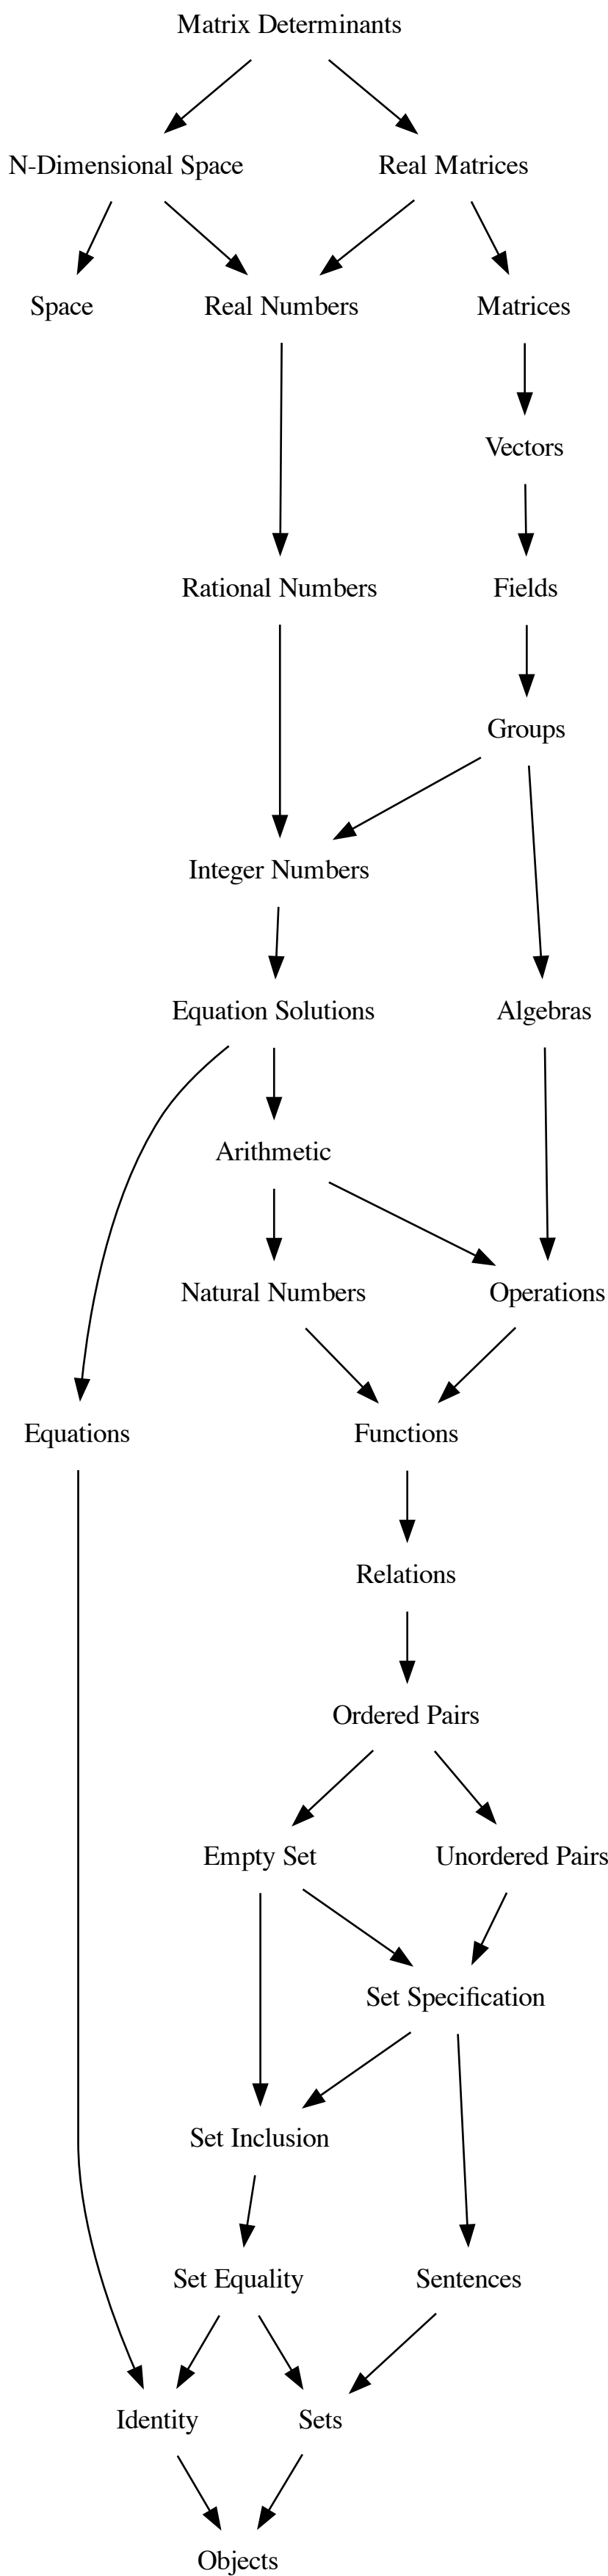 Matrix Determinants
N-Dimensional Space
Real Matrices
Space
Real Numbers
Matrices
Vectors
Rational Numbers
Fields
Groups
Integer Numbers
Equation Solutions
Algebras
Arithmetic
Natural Numbers
Operations
Equations
Functions
Relations
Ordered Pairs
Empty Set
Unordered Pairs
Set Specification
Set Inclusion
Set Equality
Sentences
Identity
Sets
Objects